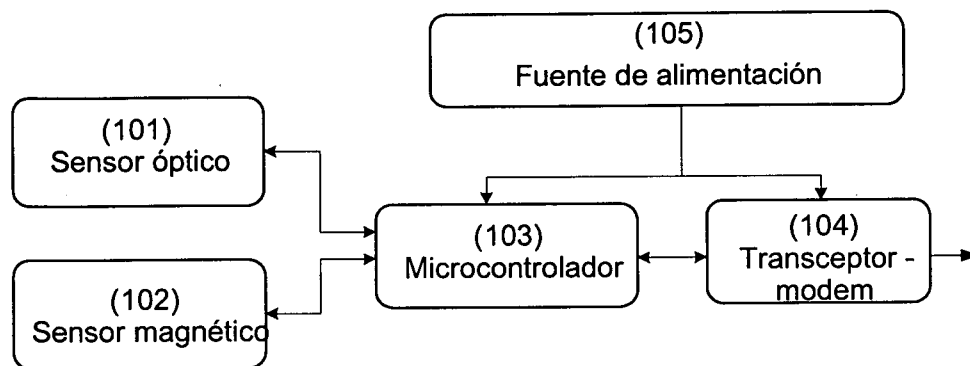 (105)
Fuente de alimentación
(101)
Sensor óptico
(102)
Sensor magnético
(103)
Microcontrolador
(104)
Transceptor -
modem